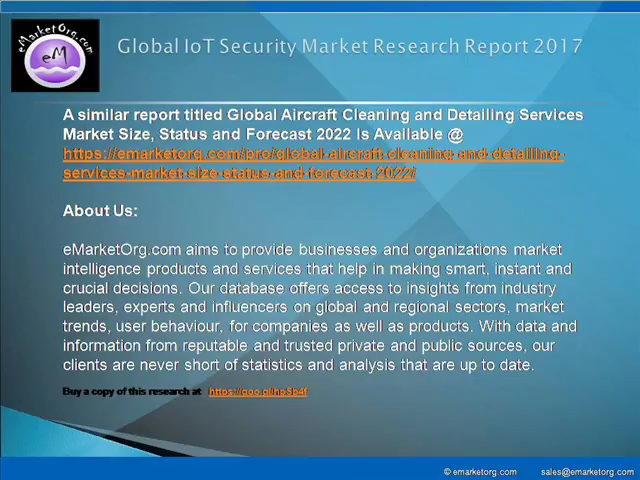 eMarketOrg.com
eM
Global IoT Security Market Research Report 2017
A similar report titled Global Aircraft Cleaning and Detailing Services
Market Size, Status and Forecast 2022 Is Available @
https://emarketorg.com/pro/global-aircraft-cleaning-and-detailing-
services-market-size-status-and-forecast-2022/
About Us:
eMarketOrg.com aims to provide businesses and organizations market
intelligence products and services that help in making smart, instant and
crucial decisions. Our database offers access to insights from industry
leaders, experts and influencers on global and regional sectors, market
trends, user behaviour, for companies as well as products. With data and
information from reputable and trusted private and public sources, our
clients are never short of statistics and analysis that are up to date.
Buy a copy of this research at
© emarketorg.com sales@emarketorg.com